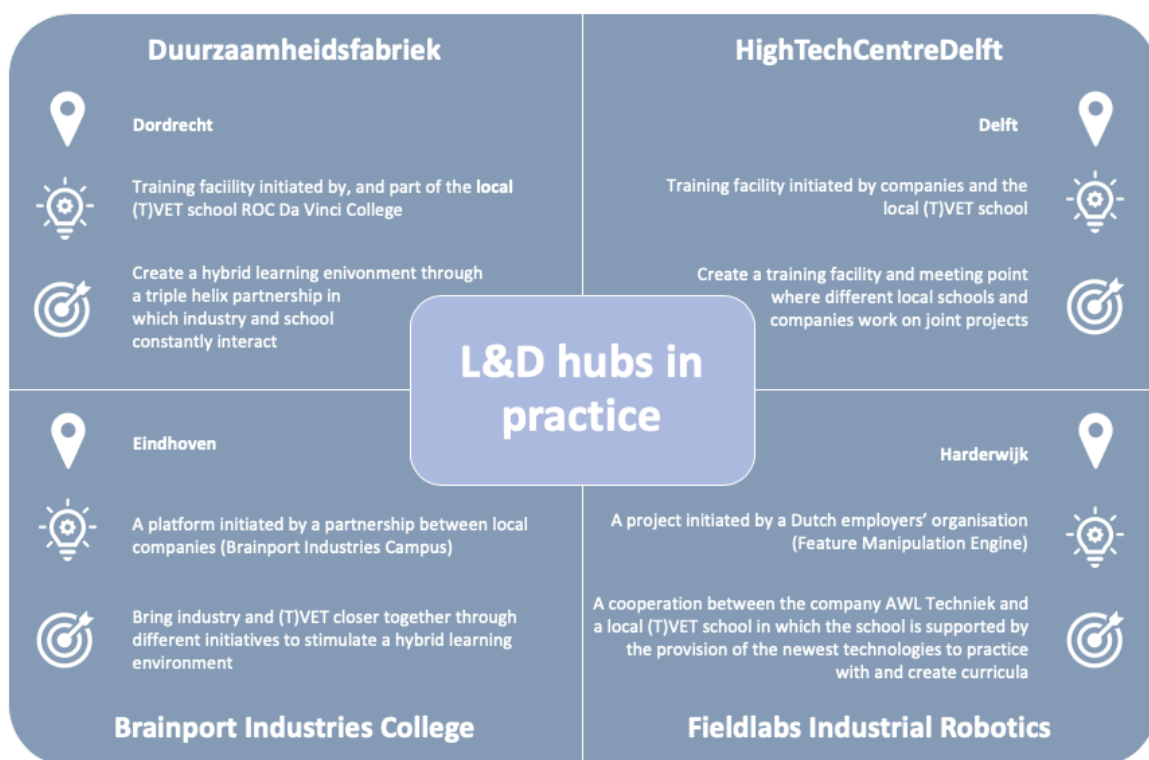 Duurzaamheidsfabriek
Dordrecht
Training faciility initiated by, and part of the local
(T)VET school ROC Da Vinci College
Create a hybrid learning enivonment through
a triple helix partnership in
which industry and school
constantly interact
HighTechCentreDelft
Delft
Training facility initiated by companies and the
local (T)VET school
Create a training facility and meeting point
where different local schools and
companies work on joint projects
L&D hubs in
practice
Eindhoven
A platform initiated by a partnership between local
companies (Brainport Industries Campus)
Bring industry and (T)VET closer together through
different initiatives to stimulate a hybrid learning
environment
Brainport Industries College
Harderwijk
A project initiated by a Dutch employers’ organisation
(Feature Manipulation Engine)
A cooperation between the company AWL Techniek and
a local (T)VET school in which the school is supported by
the provision of the newest technologies to practice
with and create curricula
Fieldlabs Industrial Robotics